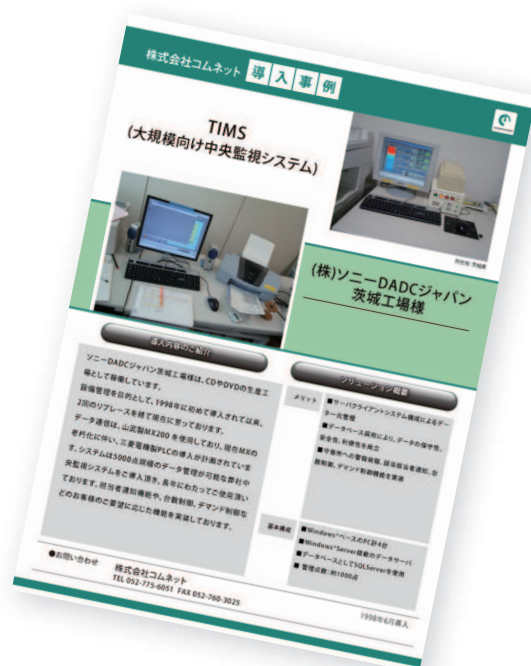 株式会社コムネット 導入事例
TIMS
(大規模向け中央監視システム)
所在地:茨城県
(株)ソニーDADCジャパン
茨城工場様
導入内容のご紹介
ソニーDADCジャパン茨城工場様は、CDやDVDの生産工
場として稼働しています。
設備管理を目的として、1998年に初めて導入されて以来、
2回のリプレースを経て現在に至っております。
データ通信は、山武製MX200を使用しており、現在MXの
老朽化に伴い、三菱電機製PLCの導入が計画されていま
す。システムは5000点規模のデータ管理が可能な弊社中
央監視システムをご導入頂き、長年にわたってご使用頂い
ております。担当者通知機能や、台数制御、デマンド制御な
どのお客様のご要望に応じた機能を実装しております。
ソリューション概要
メリット
■サーバクライアントシステム構成によるデー
ター元管理
■データベース採用により、データの保守性、
安全性、利便性を両立
■守衛所への警報発報、該当担当者通知、台
数制御、デマンド制御機能を実装
基本構成
■Windows®ベースのPC計4台
■Windows®Server搭載のデータサーバ
■データベースとしてSQLServerを使用
■ 管理点数:約1000点
●お問い合わせ
株式会社コムネット
TEL 052-775-6051 FAX 052-760-3025
1998年6月導入